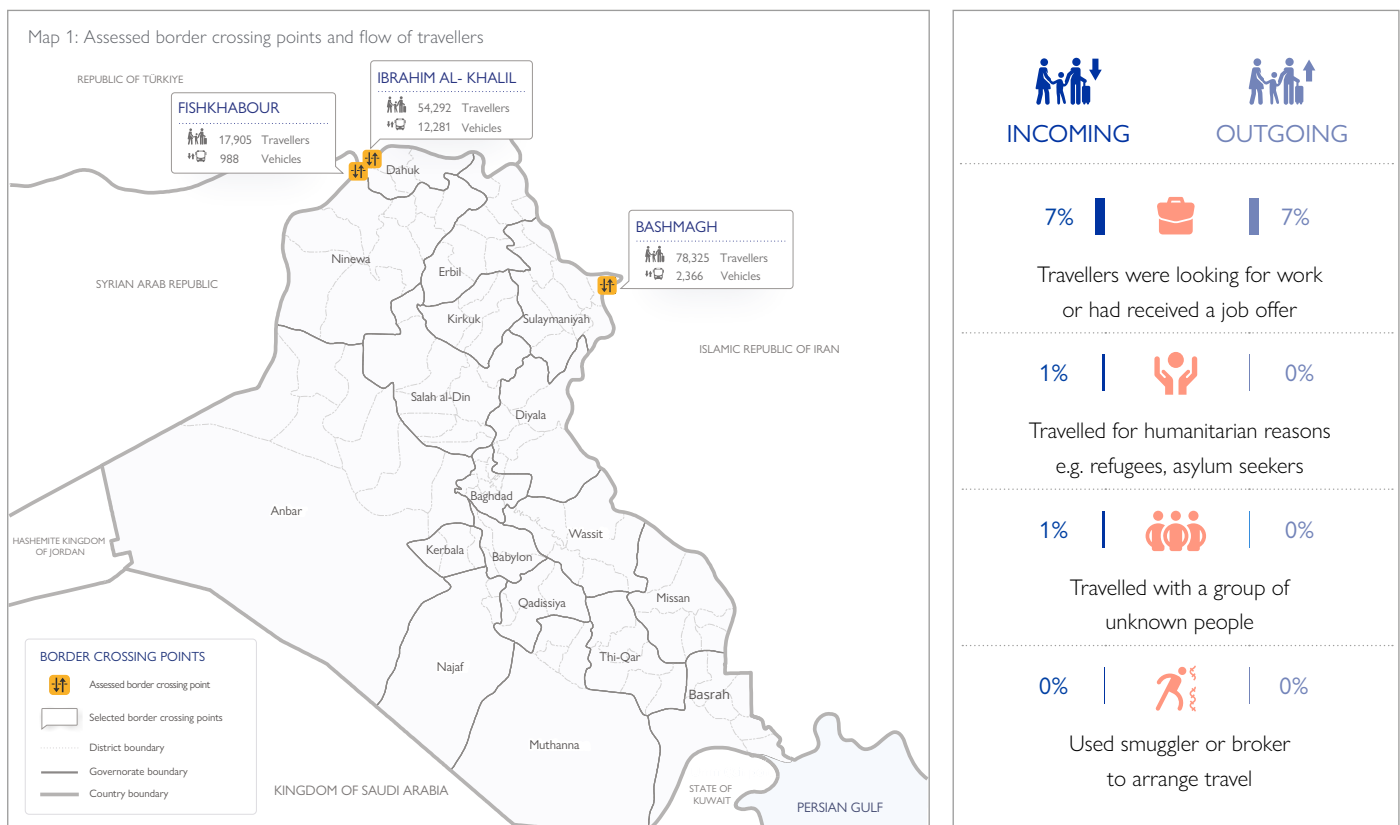 Map 1: Assessed border crossing points and flow of travellers
REPUBLIC OF TÜRKIYE
IBRAHIM AL- KHALIL
54,292 Travellers
12,281 Vehicles
FISHKHABOUR
17,905 Travellers
988 Vehicles
Dahuk
BASHMAGH
78,325 Travellers
2,366 Vehicles
Ninewa
Erbil
SYRIAN ARAB REPUBLIC
Kirkuk
Sulaymaniyah
ISLAMIC REPUBLIC OF IRAN
Salah al-Din
Diyala
Baghdad
Anbar
Wassit
HASHEMITE KINGDOM
OF JORDAN
Kerbala
Babylon
Qadissiya
Missan
Najaf
Thi-Qar
Basrah
Muthanna
KINGDOM OF SAUDI ARABIA
STATE OF
KUWAIT
PERSIAN GULF
BORDER CROSSING POINTS
Assessed border crossing point
Selected border crossing points
District boundary
Governorate boundary
Country boundary
INCOMING OUTGOING
7% 7%
Travellers were looking for work
or had received a job offer
1% 0%
Travelled for humanitarian reasons
e.g. refugees, asylum seekers
1% 0%
Travelled with a group of
unknown people
0% 0%
Used smuggler or broker
to arrange travel